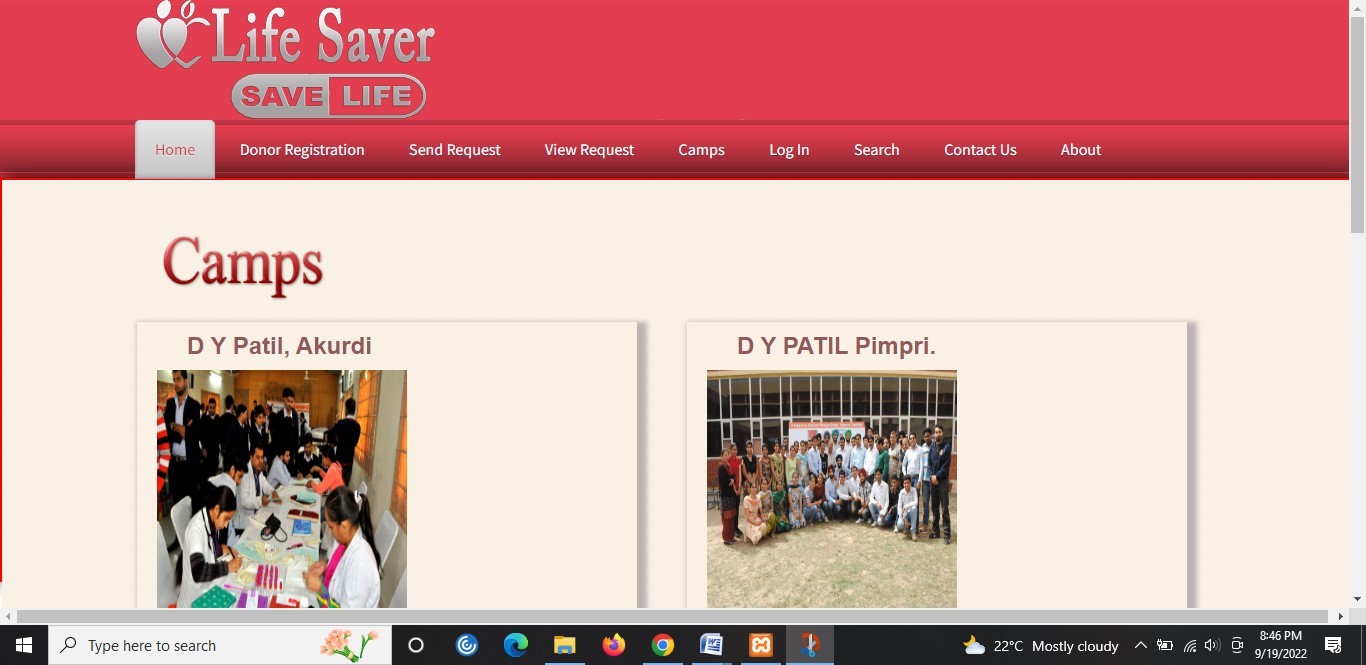 Life Saver
SAVE LIFE
Home Donor Registration Send Request View Request Camps Log In Search Contact Us About
Camps
D Y Patil, Akurdi
D Y PATIL Pimpri.
Type here to search
22°C Mostly cloudy
8:46 PM
9/19/2022